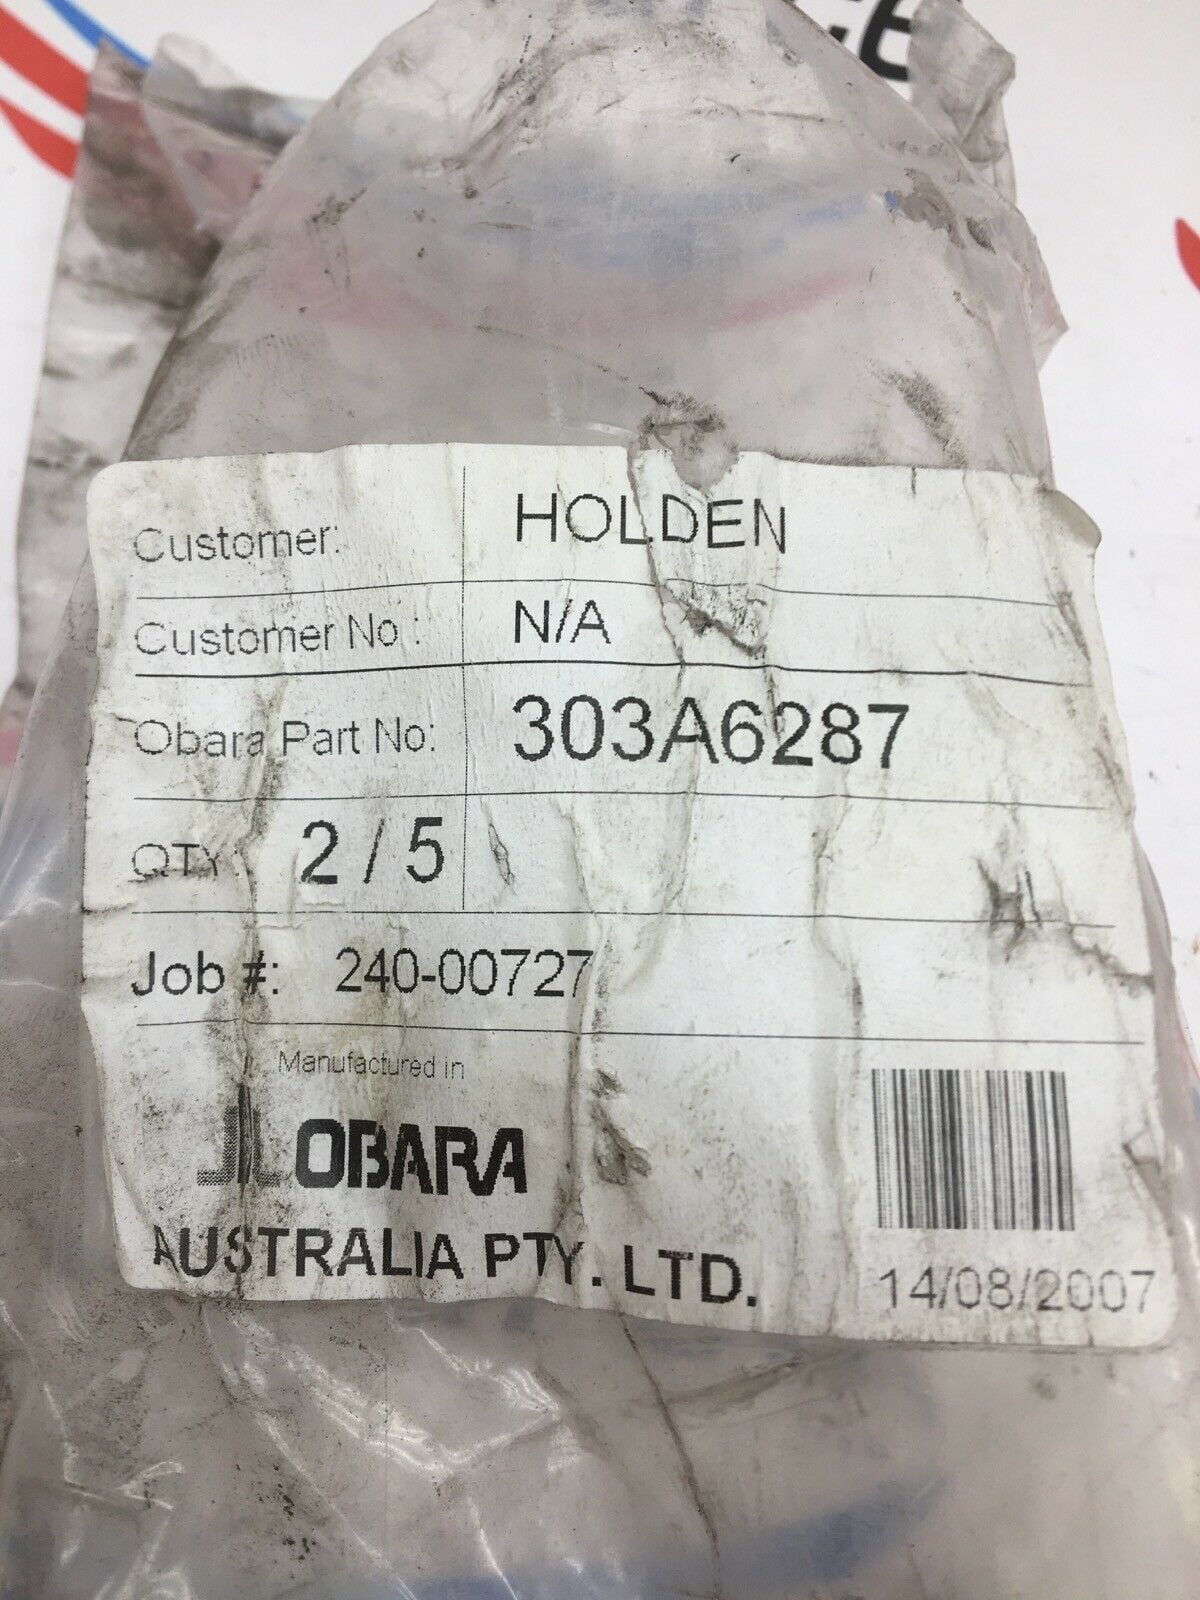 Customer: HOLDEN
Customer No : N/A
Obara Part No: 303A6287
QTY: 2 / 5
Job #: 240-00727
Manufactured in
OBARA
AUSTRALIA PTY. LTD.
14/08/2007